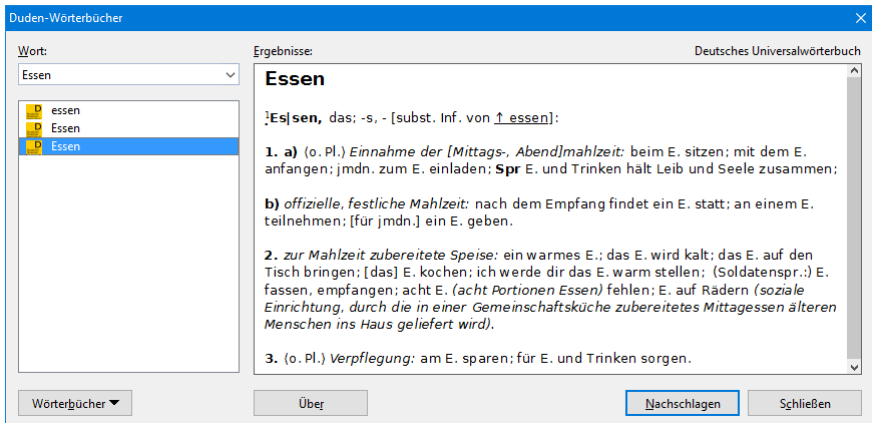 Duden-Wörterbücher
Wort:
Essen
essen
Essen
Essen
Ergebnisse:
Deutsches Universalwörterbuch
Essen
¹Es|sen, das; -s, - [subst. Inf. von ↑ essen]:
1. a) ⟨o. Pl.⟩ Einnahme der [Mittags-, Abend]mahlzeit: beim E. sitzen; mit dem E.
anfangen; jmdn. zum E. einladen; Spr E. und Trinken hält Leib und Seele zusammen;
b) offizielle, festliche Mahlzeit: nach dem Empfang findet ein E. statt; an einem E.
teilnehmen; [für jmdn.] ein E. geben.
2. zur Mahlzeit zubereitete Speise: ein warmes E.; das E. wird kalt; das E. auf den
Tisch bringen; [das] E. kochen; ich werde dir das E. warm stellen; (Soldatenspr.:) E.
fassen, empfangen; acht E. (acht Portionen Essen) fehlen; E. auf Rädern (soziale
Einrichtung, durch die in einer Gemeinschaftsküche zubereitetes Mittagessen älteren
Menschen ins Haus geliefert wird).
3. ⟨o. Pl.⟩ Verpflegung: am E. sparen; für E. und Trinken sorgen.
Wörterbücher
Über
Nachschlagen
Schließen